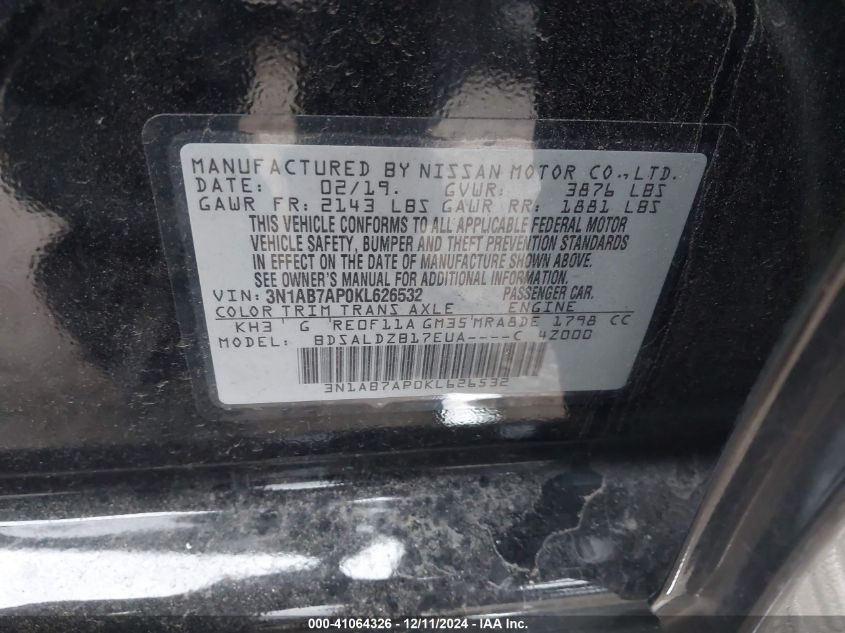 MANUFACTURED BY NISSAN MOTOR CO., LTD.
DATE: 02/19. GVWR: 3876 LBS
GAWR FR: 2143 LBS GAWR RR: 1881 LBS
THIS VEHICLE CONFORMS TO ALL APPLICABLE FEDERAL MOTOR
VEHICLE SAFETY, BUMPER AND THEFT PREVENTION STANDARDS
IN EFFECT ON THE DATE OF MANUFACTURE SHOWN ABOVE.
SEE OWNER'S MANUAL FOR ADDITIONAL INFORMATION.
VIN: 3N1AB7AP0KL626532 PASSENGER CAR.
COLOR TRIM TRANS AXLE ENGINE
KH3 G RE0F11A GM35 MRA8DE 1798 CC
MODEL: BDSALDZB17EUA----C 4Z000
3N1AB7AP0KL626532
000-41064326 - 12/11/2024 - IAA Inc.